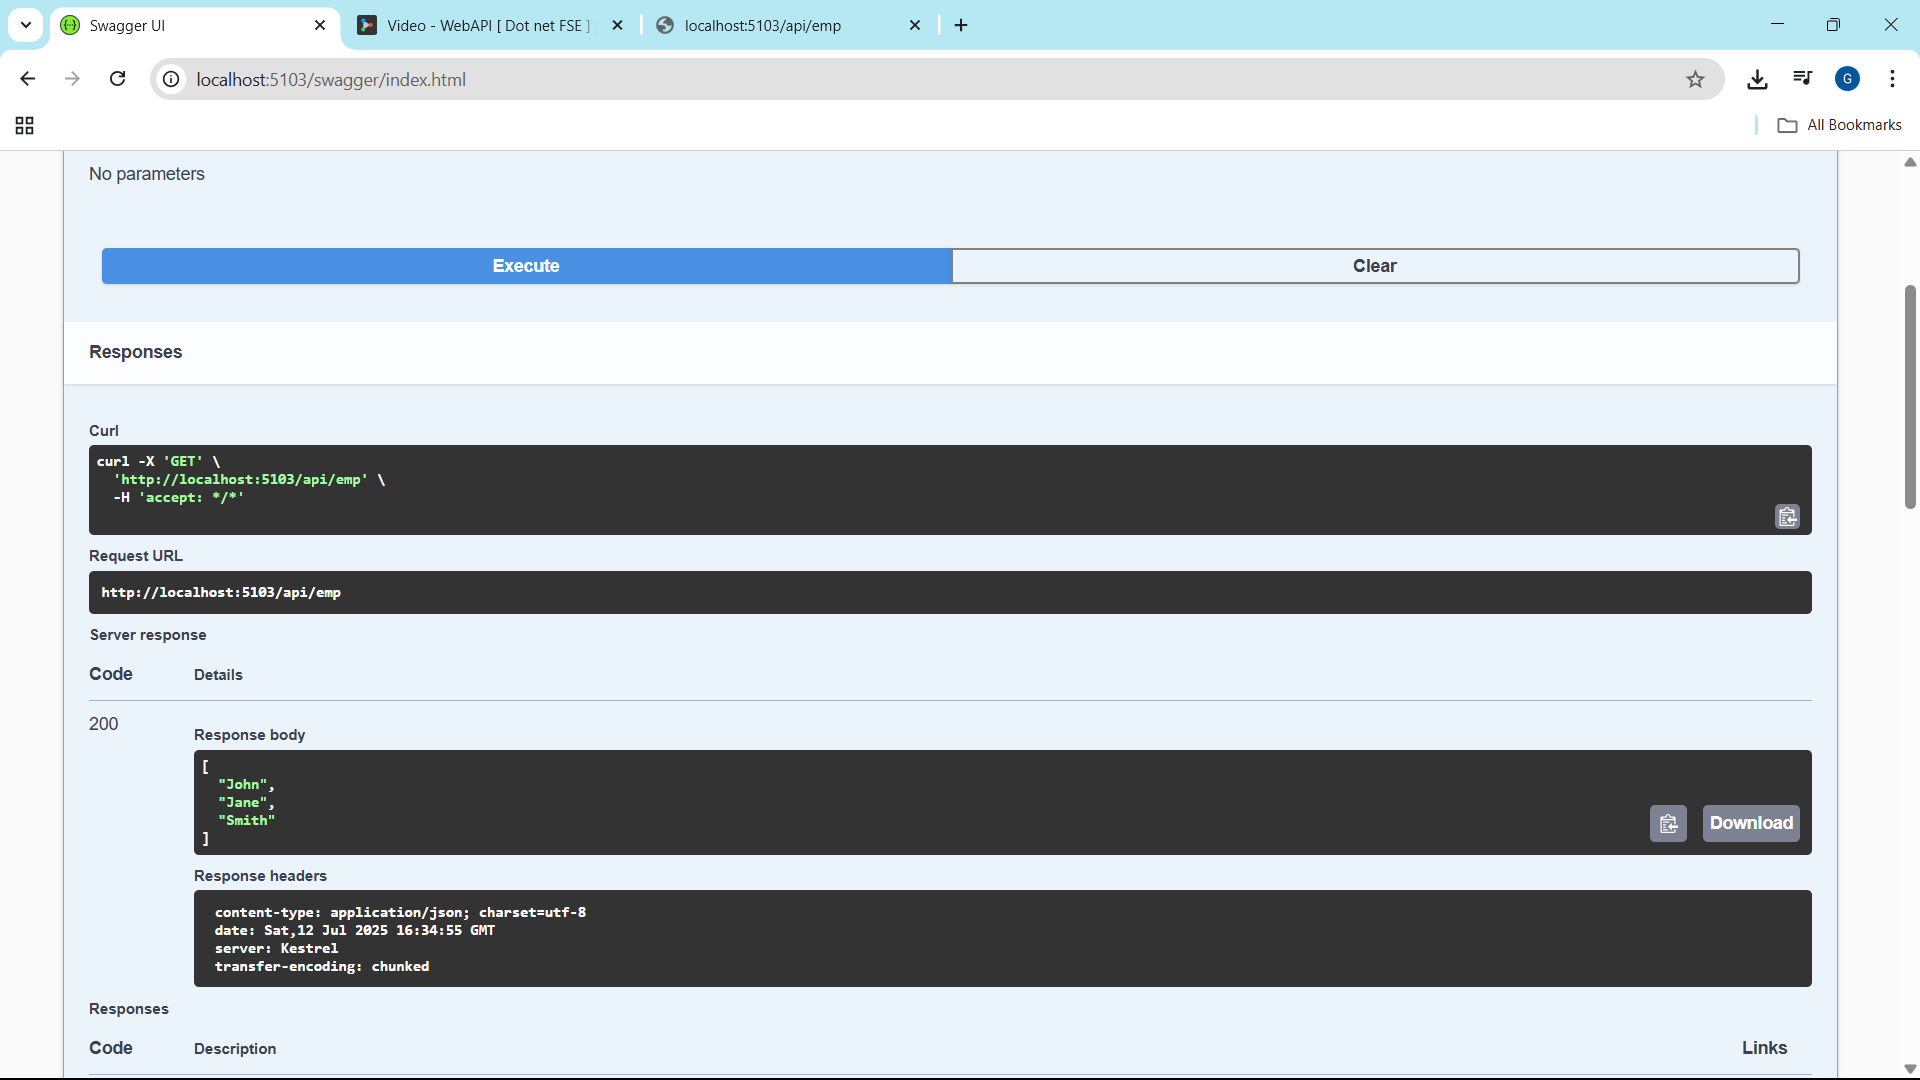 Swagger UI
Video - WebAPI [ Dot net FSE ]
localhost:5103/api/emp
localhost:5103/swagger/index.html
G
All Bookmarks
No parameters
Execute
Clear
Responses
Curl
curl -X 'GET' \
  'http://localhost:5103/api/emp' \
  -H 'accept: */*'
Request URL
http://localhost:5103/api/emp
Server response
Code
Details
200
Response body
[
  "John",
  "Jane",
  "Smith"
]
Download
Response headers
content-type: application/json; charset=utf-8
date: Sat,12 Jul 2025 16:34:55 GMT
server: Kestrel
transfer-encoding: chunked
Responses
Code
Description
Links